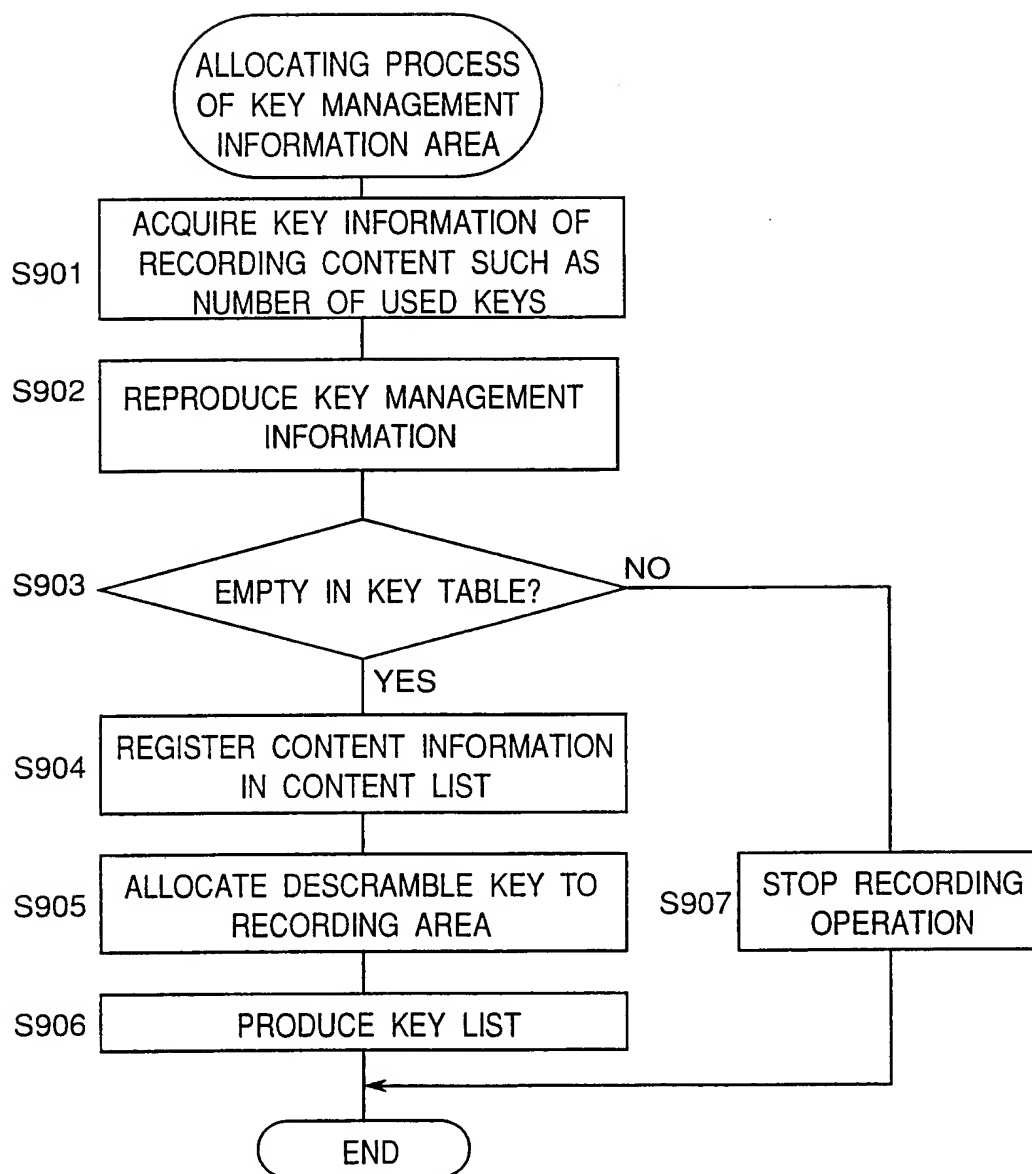 ALLOCATING PROCESS
OF KEY MANAGEMENT
INFORMATION AREA
S901
ACQUIRE KEY INFORMATION OF
RECORDING CONTENT SUCH AS
NUMBER OF USED KEYS
S902
REPRODUCE KEY MANAGEMENT
INFORMATION
S903
EMPTY IN KEY TABLE?
NO
YES
S904
REGISTER CONTENT INFORMATION
IN CONTENT LIST
S905
ALLOCATE DESCRAMBLE KEY TO
RECORDING AREA
S907
STOP RECORDING
OPERATION
S906
PRODUCE KEY LIST
END